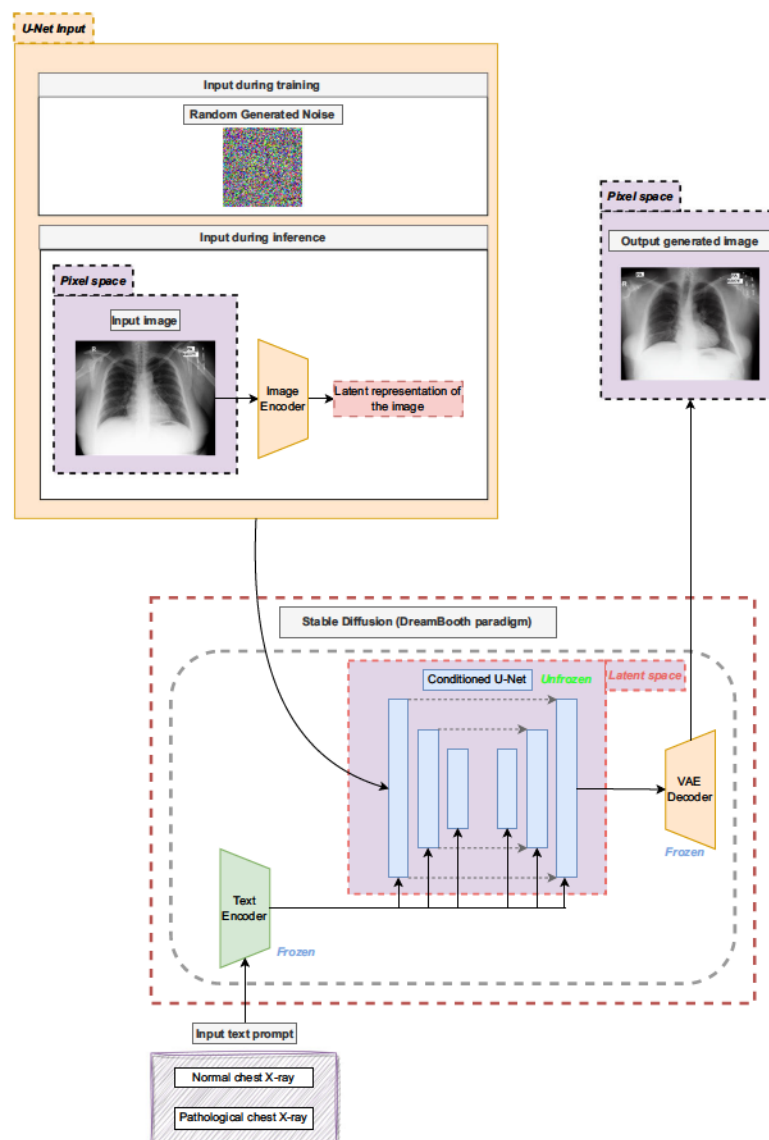 U-Net Input
Input during training
Random Generated Noise
Input during inference
Pixel space
Input image
R
Image
Encoder
Latent representation of
the image
Pixel space
Output generated image
R
Stable Diffusion (DreamBooth paradigm)
Conditioned U-Net
Unfrozen
Latent space
VAE
Decoder
Frozen
Text
Encoder
Frozen
Input text prompt
Normal chest X-ray
Pathological chest X-ray